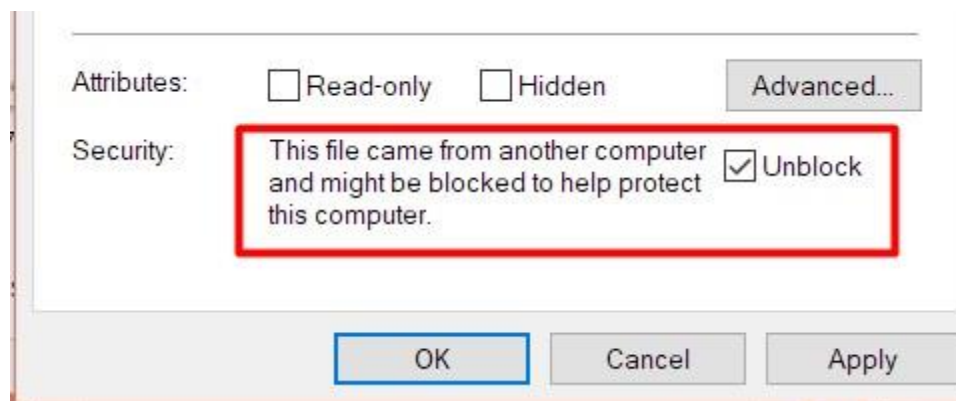 Attributes: Read-only Hidden Advanced...
Security: This file came from another computer Unblock
and might be blocked to help protect
this computer.
OK Cancel Apply